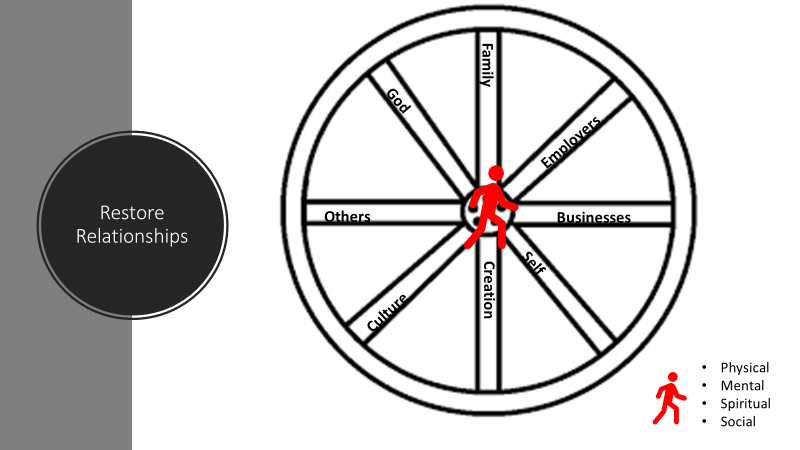 Restore
Relationships
Family
God
Employers
Others
Businesses
Self
Culture
Creation
• Physical
• Mental
• Spiritual
• Social